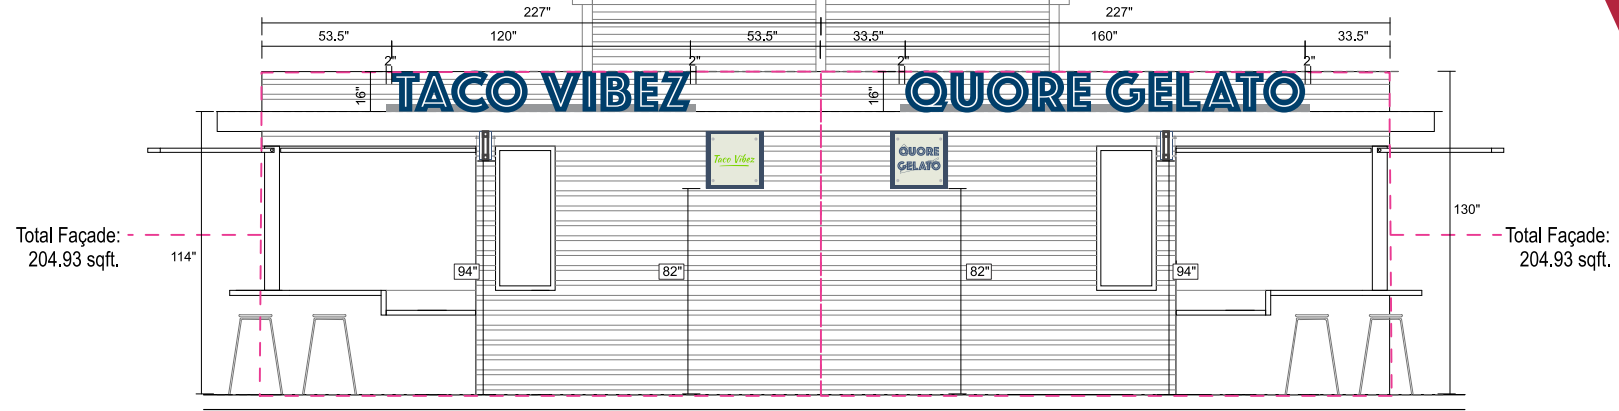 227" 227"
53.5" 120" 53.5" 33.5" 160" 33.5"
2" 2" 2" 2"
16" TACO VIBEZ 16" QUORE GELATO
Taco Vibez
QUORE
GELATO
130"
Total Façade:
204.93 sqft.
114"
94" 82" 82" 94"
Total Façade:
204.93 sqft.